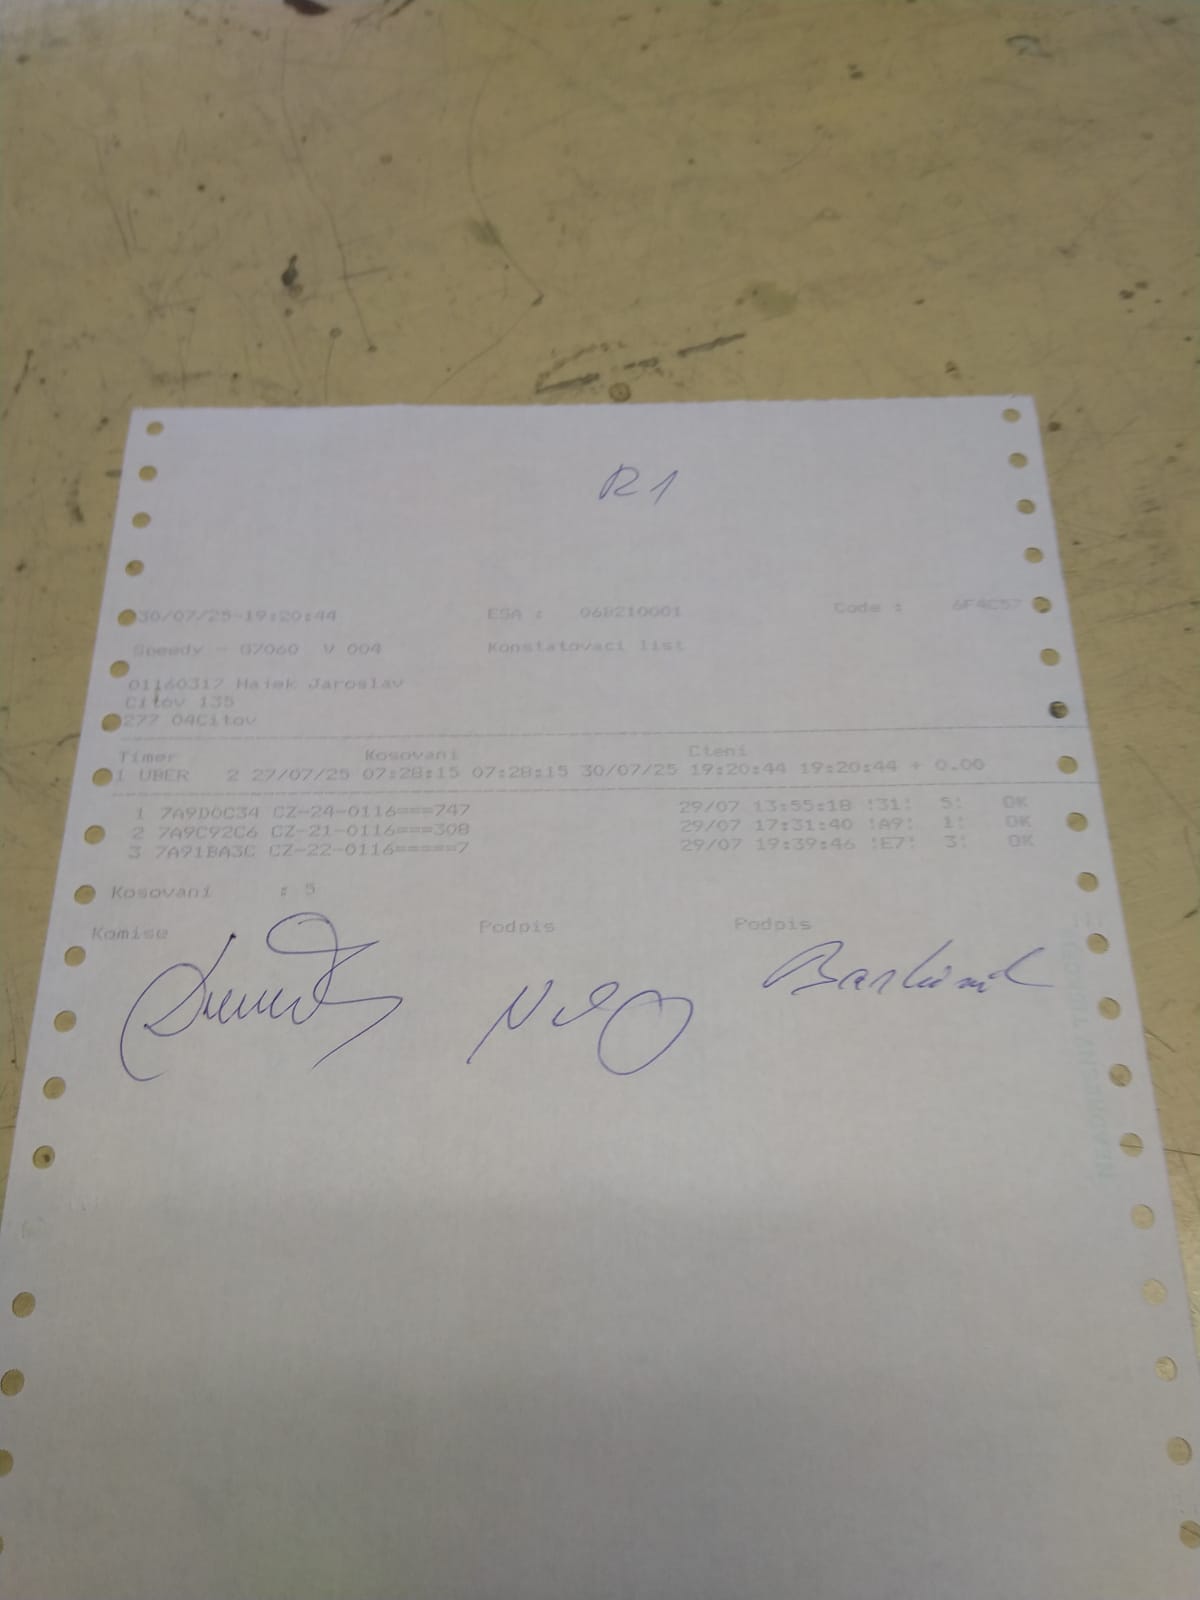 R1
30/07/25-19:20:44 ESA : 06B210001 Code : 6F4C57
Speedy - G7060 V 004 Konstatovaci list
01160317 Hajek Jaroslav
Citov 135
277 04Citov
Timer Kosovani Cteni
1 UBER 2 27/07/25 07:28:15 07:28:15 30/07/25 19:20:44 19:20:44 + 0.00
1 7A9D0C34 CZ-24-0116===747 29/07 13:55:18 !31! 5! OK
2 7A9C92C6 CZ-21-0116===308 29/07 17:31:40 !A9! 1! OK
3 7A91BA3C CZ-22-0116=====7 29/07 19:39:46 !E7! 3! OK
Kosovani : 5
Komise Podpis Podpis